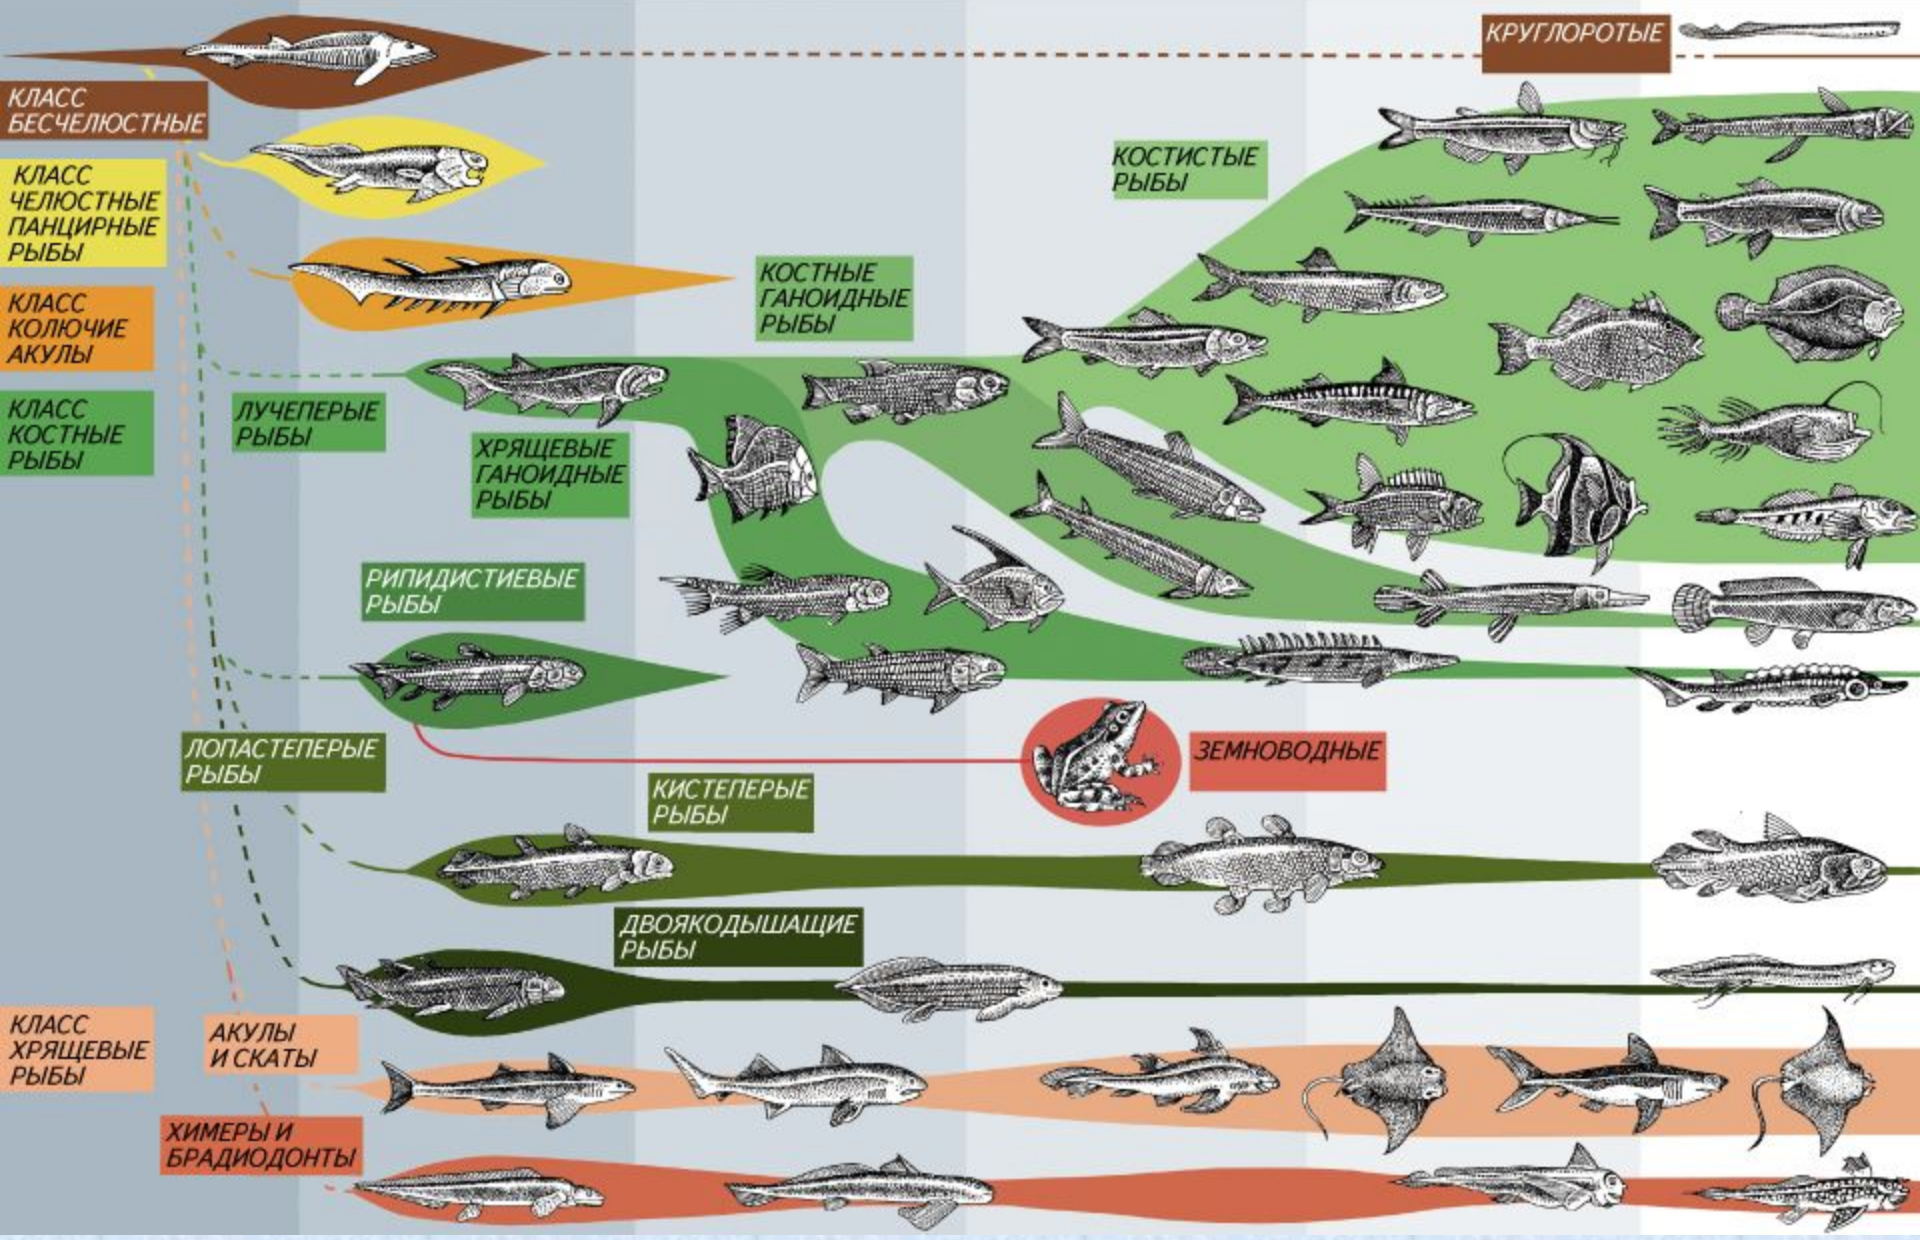 КРУГЛОРОТЫЕ
КЛАСС
БЕСЧЕЛЮСТНЫЕ
КОСТИСТЫЕ
РЫБЫ
КЛАСС
ЧЕЛЮСТНЫЕ
ПАНЦИРНЫЕ
РЫБЫ
КОСТНЫЕ
ГАНОИДНЫЕ
РЫБЫ
КЛАСС
КОЛЮЧИЕ
АКУЛЫ
КЛАСС
КОСТНЫЕ
РЫБЫ
ЛУЧЕПЕРЫЕ
РЫБЫ
ХРЯЩЕВЫЕ
ГАНОИДНЫЕ
РЫБЫ
РИПИДИСТИЕВЫЕ
РЫБЫ
ЛОПАСТЕПЕРЫЕ
РЫБЫ
ЗЕМНОВОДНЫЕ
КИСТЕПЕРЫЕ
РЫБЫ
ДВОЯКОДЫШАЩИЕ
РЫБЫ
КЛАСС
ХРЯЩЕВЫЕ
РЫБЫ
АКУЛЫ
И СКАТЫ
ХИМЕРЫ И
БРАДИОДОНТЫ